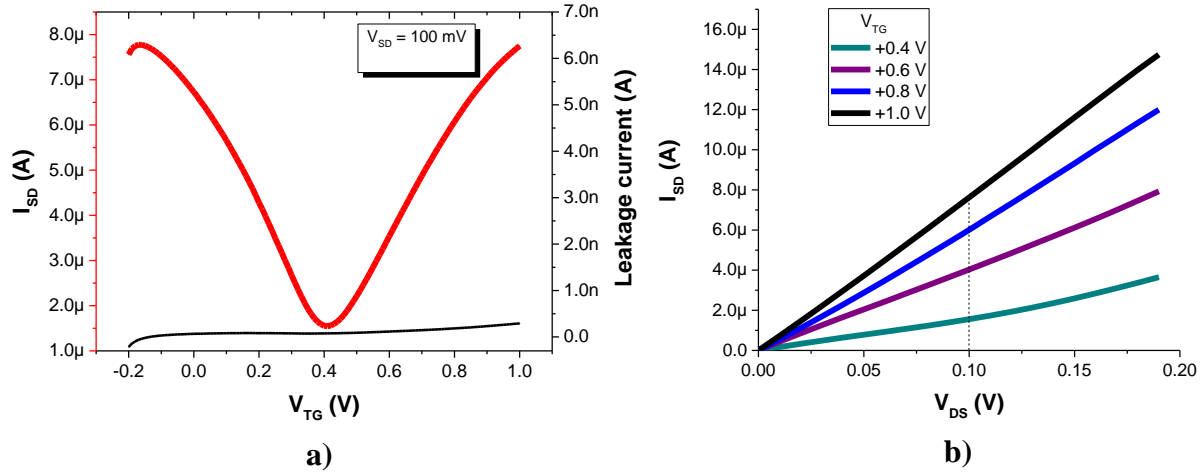 8.0µ
7.0µ
6.0µ
5.0µ
4.0µ
3.0µ
2.0µ
1.0µ
I_SD (A)
V_SD = 100 mV
7.0n
6.0n
5.0n
4.0n
3.0n
2.0n
1.0n
0.0
Leakage current (A)
-0.2 0.0 0.2 0.4 0.6 0.8 1.0
V_TG (V)
a)
16.0µ
14.0µ
12.0µ
10.0µ
8.0µ
6.0µ
4.0µ
2.0µ
0.0
I_SD (A)
V_TG
+0.4 V
+0.6 V
+0.8 V
+1.0 V
0.00 0.05 0.10 0.15 0.20
V_DS (V)
b)